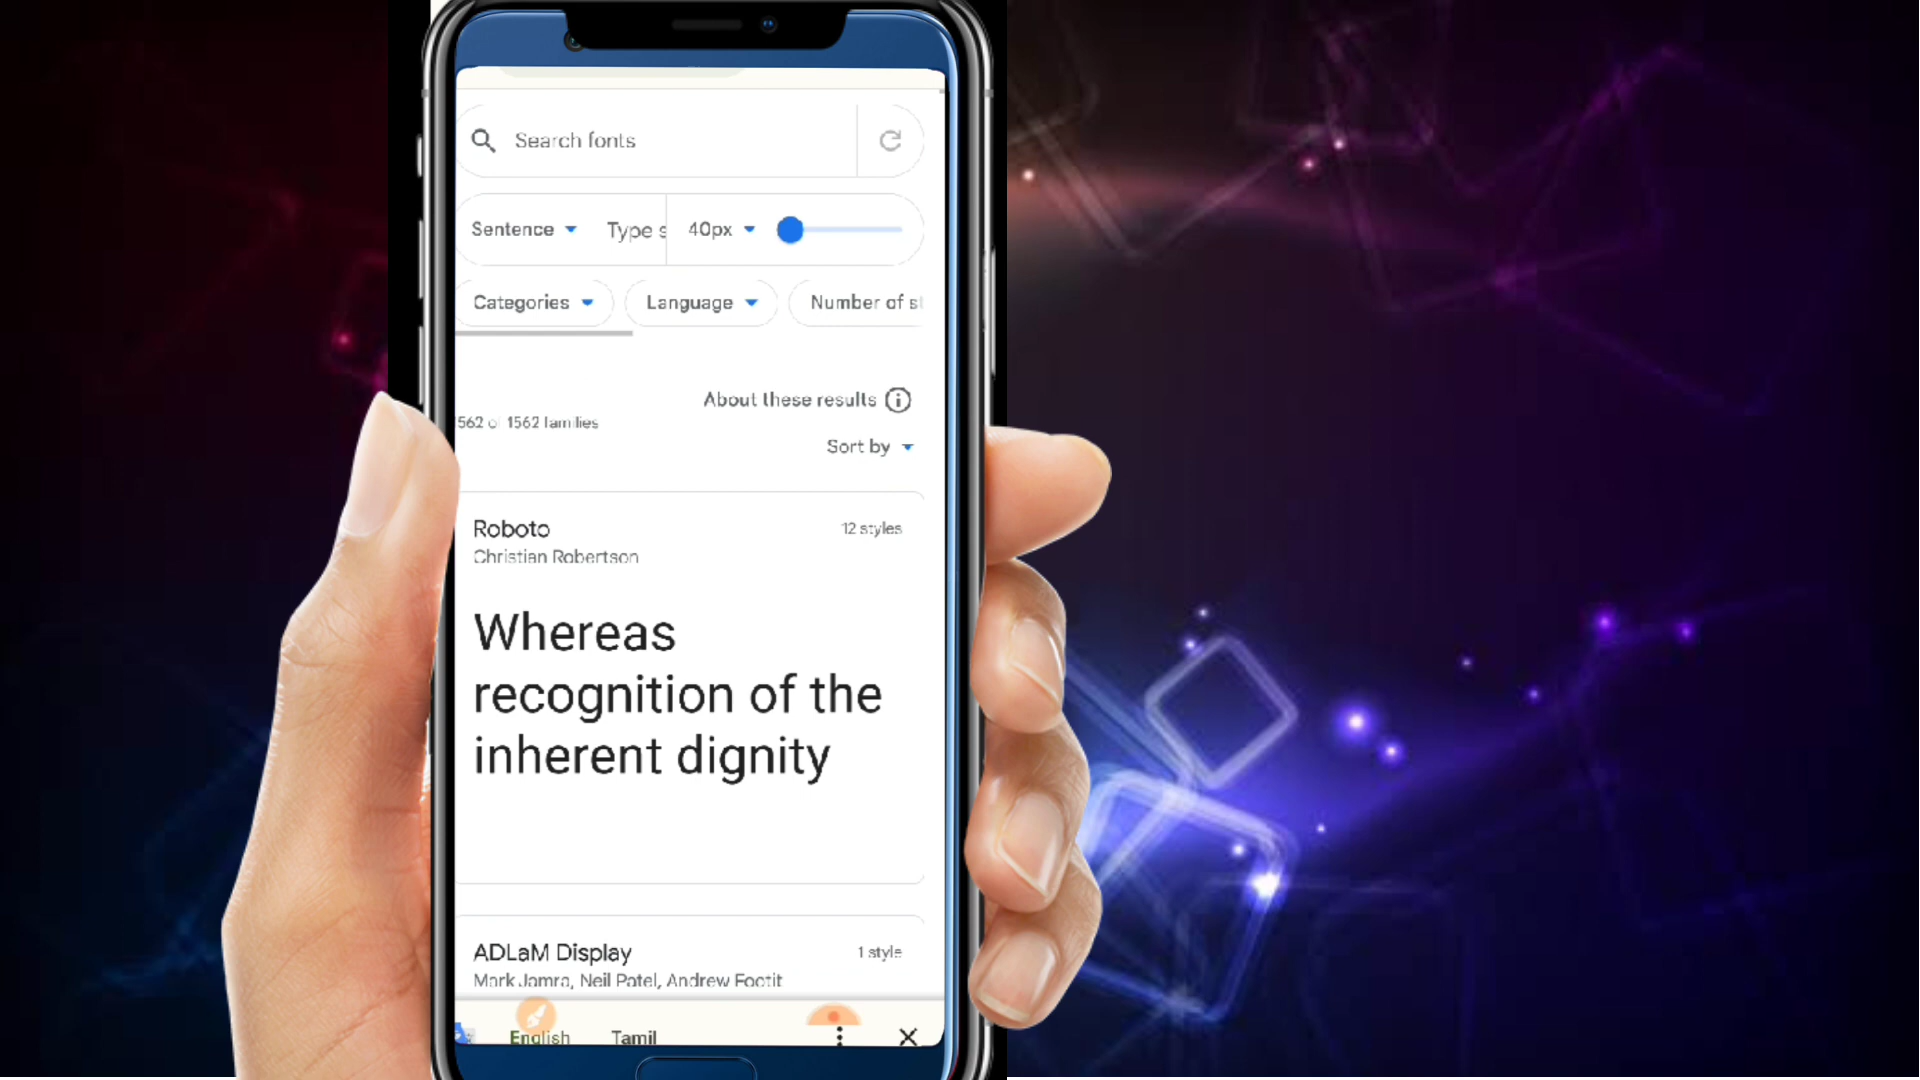 Search fonts
Sentence Type 40px
Categories Language Number of
About these results
562 of 1562 families
Sort by
Roboto 12 styles
Christian Robertson
Whereas
recognition of the
inherent dignity
ADLaM Display 1 style
Mark Jamra, Neil Patel, Andrew Footit
English Tamil